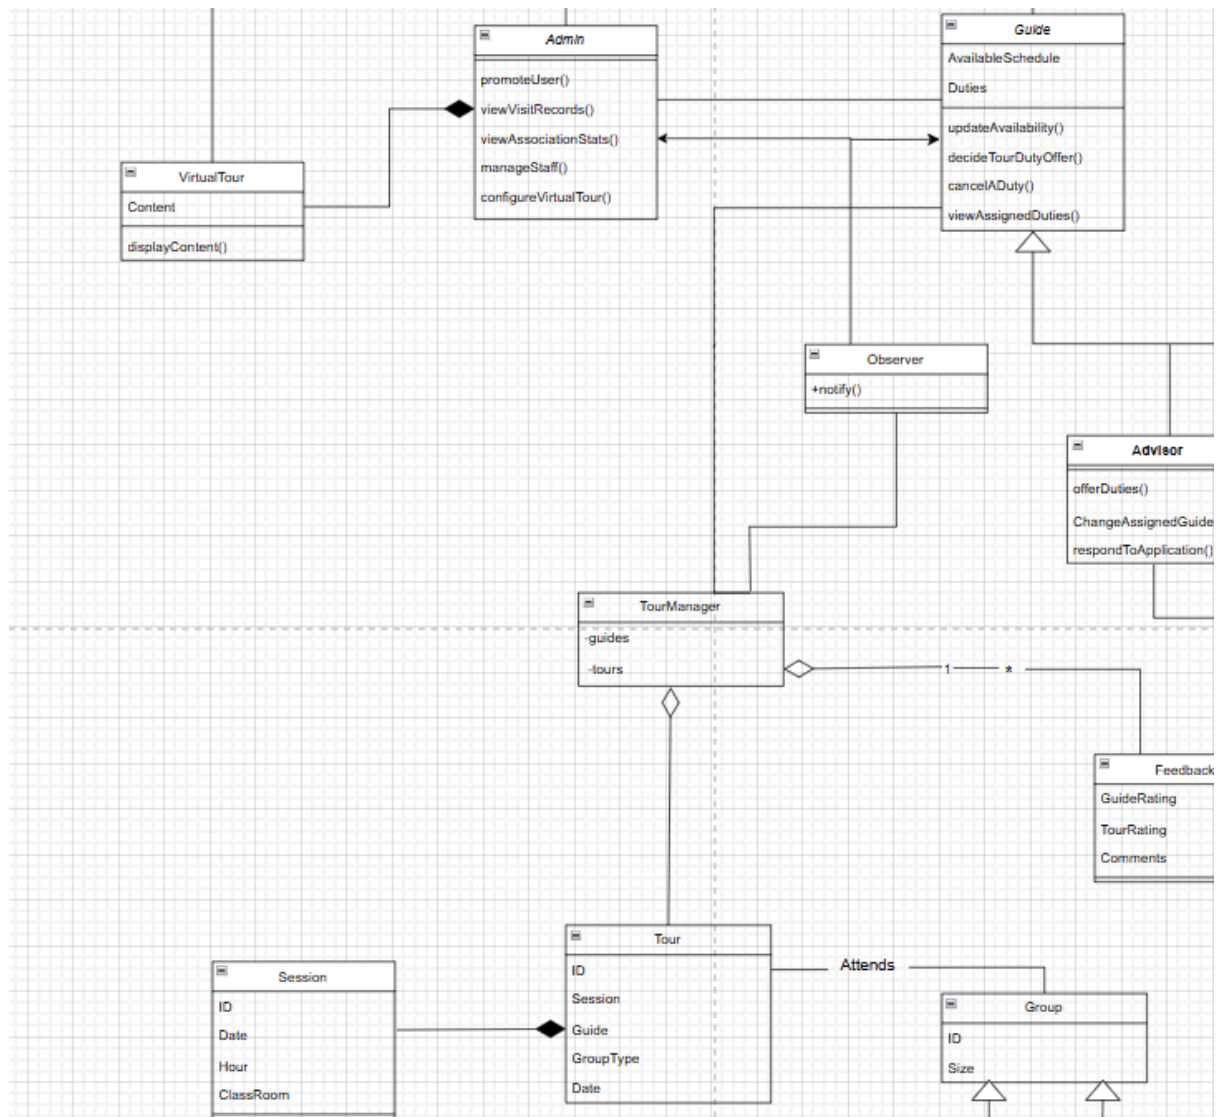 Admin
promoteUser()
viewVisitRecords()
viewAssociationStats()
manageStaff()
configureVirtualTour()
Guide
AvailableSchedule
Duties
updateAvailability()
decideTourDutyOffer()
cancelADuty()
viewAssignedDuties()
VirtualTour
Content
displayContent()
Observer
+notify()
Advisor
offerDuties()
ChangeAssignedGuide
respondToApplication()
TourManager
-guides
-tours
1
*
Feedback
GuideRating
TourRating
Comments
Tour
ID
Session
Guide
GroupType
Date
Attends
Session
ID
Date
Hour
ClassRoom
Group
ID
Size